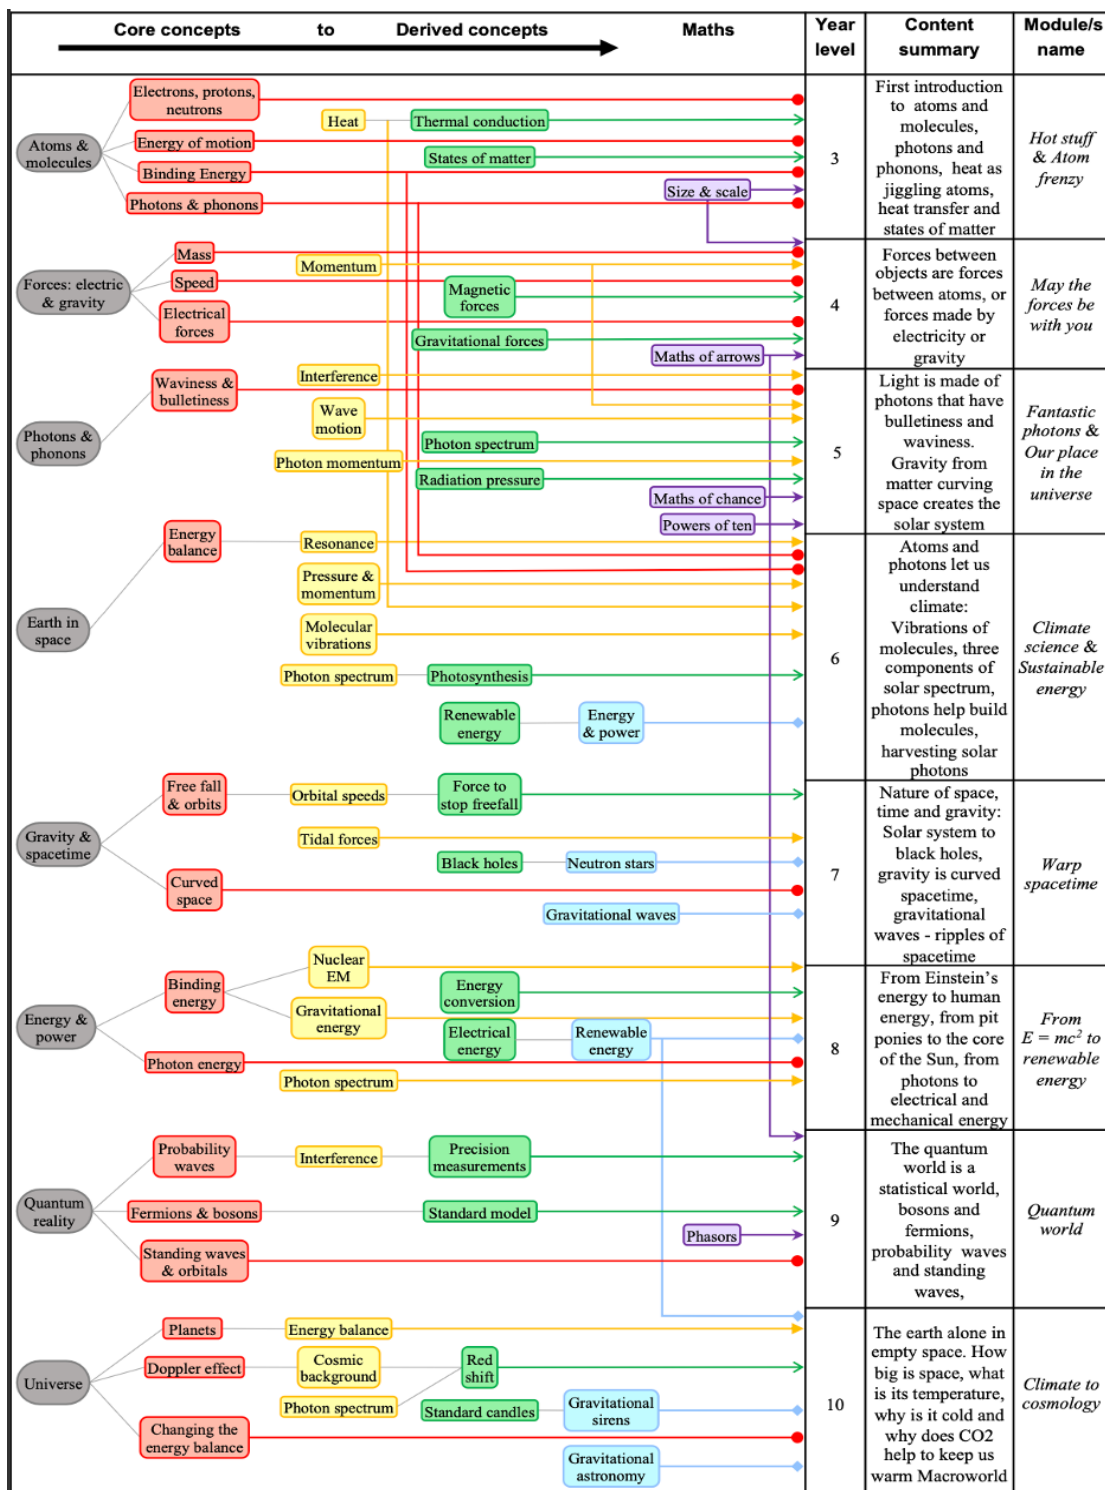 Core concepts to Derived concepts Maths
Year
level
Content
summary
Module/s
name
Atoms &
molecules
Electrons, protons,
neutrons
Energy of motion
Binding Energy
Photons & phonons
Heat
Thermal conduction
States of matter
Size & scale
3
First introduction
to atoms and
molecules,
photons and
phonons, heat as
jiggling atoms,
heat transfer and
states of matter
Hot stuff
& Atom
frenzy
Forces: electric
& gravity
Mass
Speed
Electrical
forces
Momentum
Magnetic
forces
Gravitational forces
Maths of arrows
4
Forces between
objects are forces
between atoms, or
forces made by
electricity or
gravity
May the
forces be
with you
Photons &
phonons
Waviness &
bulletiness
Interference
Wave
motion
Photon momentum
Photon spectrum
Radiation pressure
Maths of chance
Powers of ten
5
Light is made of
photons that have
bulletiness and
waviness.
Gravity from
matter curving
space creates the
solar system
Fantastic
photons &
Our place
in the
universe
Earth in
space
Energy
balance
Resonance
Pressure &
momentum
Molecular
vibrations
Photon spectrum
Photosynthesis
Renewable
energy
Energy
& power
6
Atoms and
photons let us
understand
climate:
Vibrations of
molecules, three
components of
solar spectrum,
photons help build
molecules,
harvesting solar
photons
Climate
science &
Sustainable
energy
Gravity &
spacetime
Free fall
& orbits
Curved
space
Orbital speeds
Tidal forces
Force to
stop freefall
Black holes
Neutron stars
Gravitational waves
7
Nature of space,
time and gravity:
Solar system to
black holes,
gravity is curved
spacetime,
gravitational
waves - ripples of
spacetime
Warp
spacetime
Energy &
power
Binding
energy
Photon energy
Nuclear
EM
Gravitational
energy
Photon spectrum
Energy
conversion
Electrical
energy
Renewable
energy
8
From Einstein's
energy to human
energy, from pit
ponies to the core
of the Sun, from
photons to
electrical and
mechanical energy
From
E = mc² to
renewable
energy
Quantum
reality
Probability
waves
Fermions & bosons
Standing waves
& orbitals
Interference
Precision
measurements
Standard model
Phasors
9
The quantum
world is a
statistical world,
bosons and
fermions,
probability waves
and standing
waves,
Quantum
world
Universe
Planets
Doppler effect
Changing the
energy balance
Energy balance
Cosmic
background
Photon spectrum
Red
shift
Standard candles
Gravitational
sirens
Gravitational
astronomy
10
The earth alone in
empty space. How
big is space, what
is its temperature,
why is it cold and
why does CO2
help to keep us
warm Macroworld
Climate to
cosmology